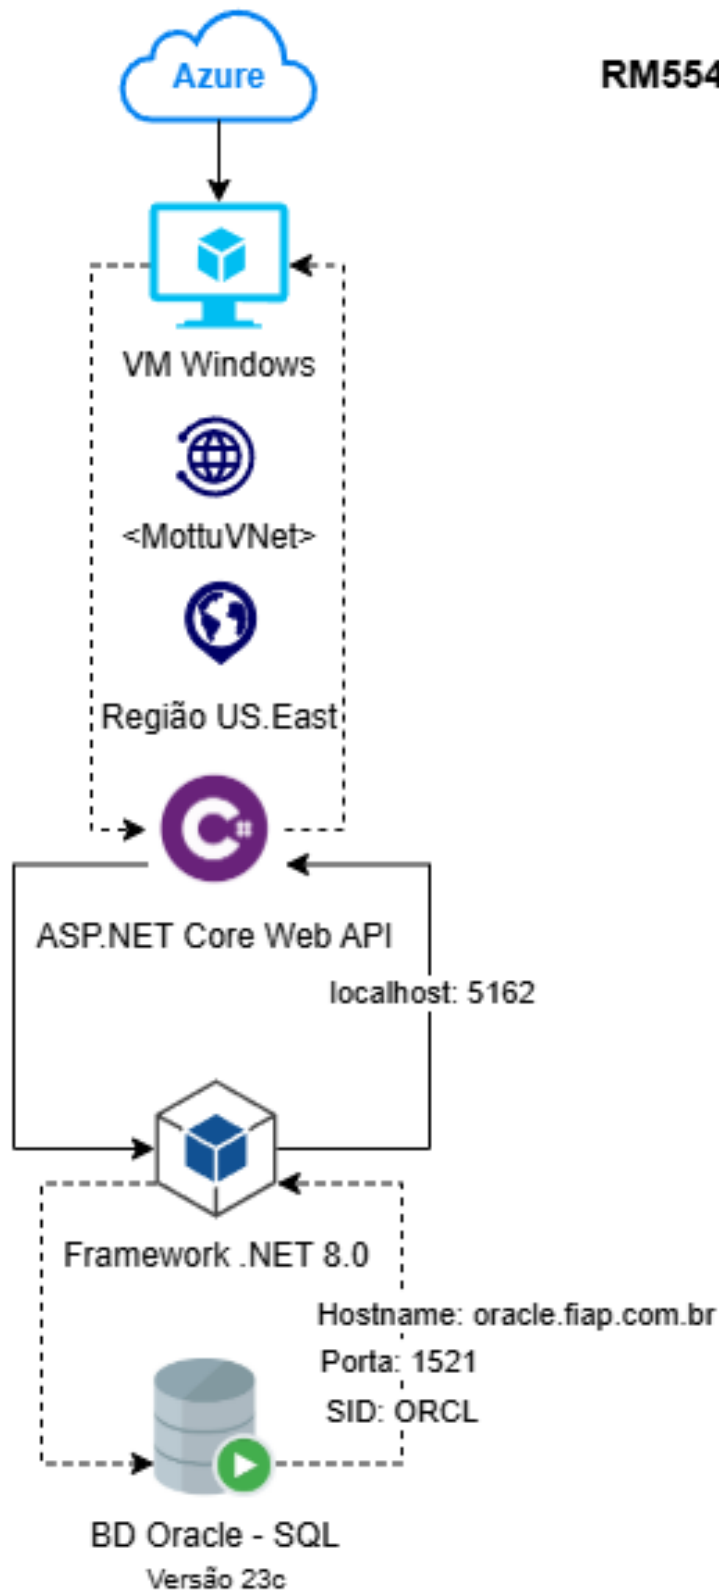 Azure
RM554
VM Windows
<MottuVNet>
Região US.East
C#
ASP.NET Core Web API
localhost: 5162
Framework .NET 8.0
Hostname: oracle.fiap.com.br
Porta: 1521
SID: ORCL
BD Oracle - SQL
Versão 23c